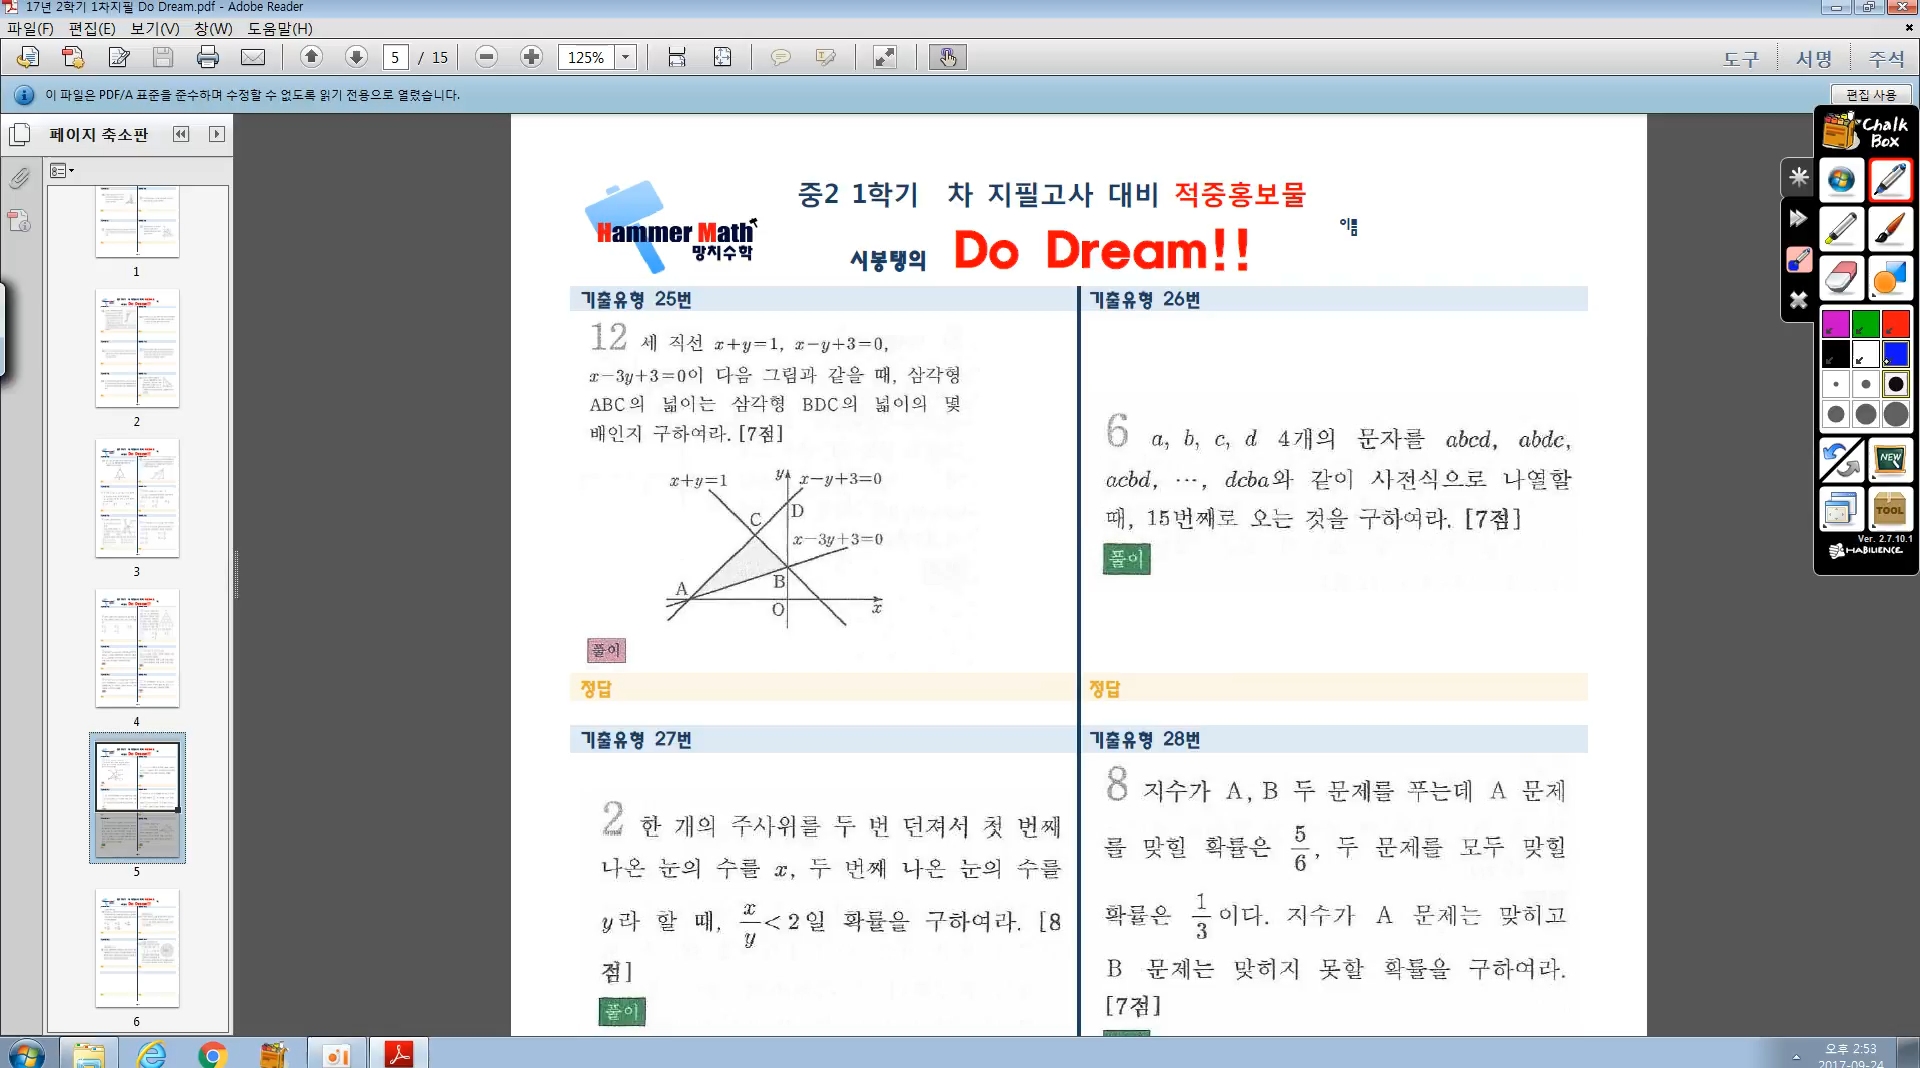 17년 2학기 1차지필 Do Dream.pdf - Adobe Reader
파일(F) 편집(E) 보기(V) 창(W) 도움말(H)
5 / 15 125% 도구 서명 주석
이 파일은 PDF/A 표준을 준수하며 수정할 수 없도록 읽기 전용으로 열렸습니다.
편집 사용
페이지 축소판
1
2
3
4
5
6
중2 1학기 차 지필고사 대비 적중홍보물
Hammer Math
망치수학
시봉탱의 Do Dream!!
이름
기출유형 25번
12 세 직선 x+y=1, x-y+3=0,
x-3y+3=0이 다음 그림과 같을 때, 삼각형
ABC의 넓이는 삼각형 BDC의 넓이의 몇
배인지 구하여라. [7점]
x+y=1
y
x-y+3=0
C
D
x-3y+3=0
A
B
O
x
풀이
정답
기출유형 26번
6 a, b, c, d 4개의 문자를 abcd, abdc,
acbd, ···, dcba와 같이 사전식으로 나열할
때, 15번째로 오는 것을 구하여라. [7점]
풀이
정답
기출유형 27번
2 한 개의 주사위를 두 번 던져서 첫 번째
나온 눈의 수를 x, 두 번째 나온 눈의 수를
y라 할 때, x/y < 2일 확률을 구하여라. [8
점]
풀이
기출유형 28번
8 지수가 A, B 두 문제를 푸는데 A 문제
를 맞힐 확률은 5/6, 두 문제를 모두 맞힐
확률은 1/3이다. 지수가 A 문제는 맞히고
B 문제는 맞히지 못할 확률을 구하여라.
[7점]
Chalk
Box
NEW
TOOL
Ver. 2.7.10.1
HABILIENCE
오후 2:53
2017-09-24